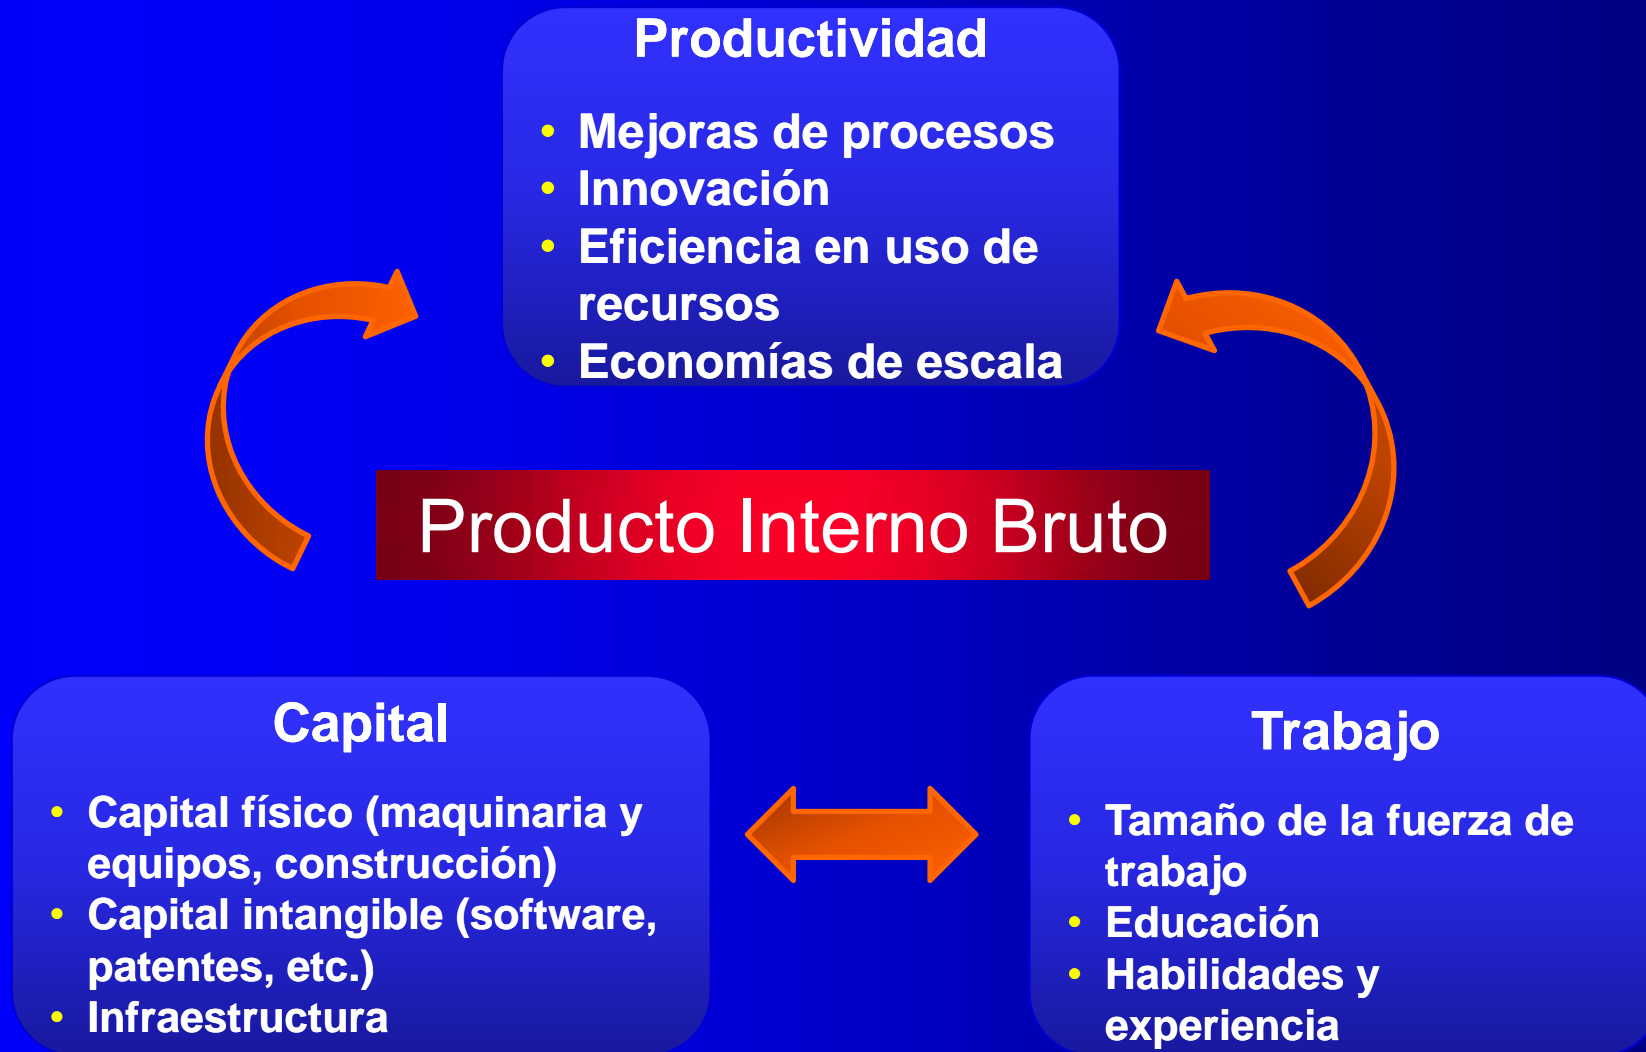 Productividad
• Mejoras de procesos
• Innovación
• Eficiencia en uso de
recursos
• Economías de escala
Producto Interno Bruto
Capital
• Capital físico (maquinaria y
equipos, construcción)
• Capital intangible (software,
patentes, etc.)
• Infraestructura
Trabajo
• Tamaño de la fuerza de
trabajo
• Educación
• Habilidades y
experiencia